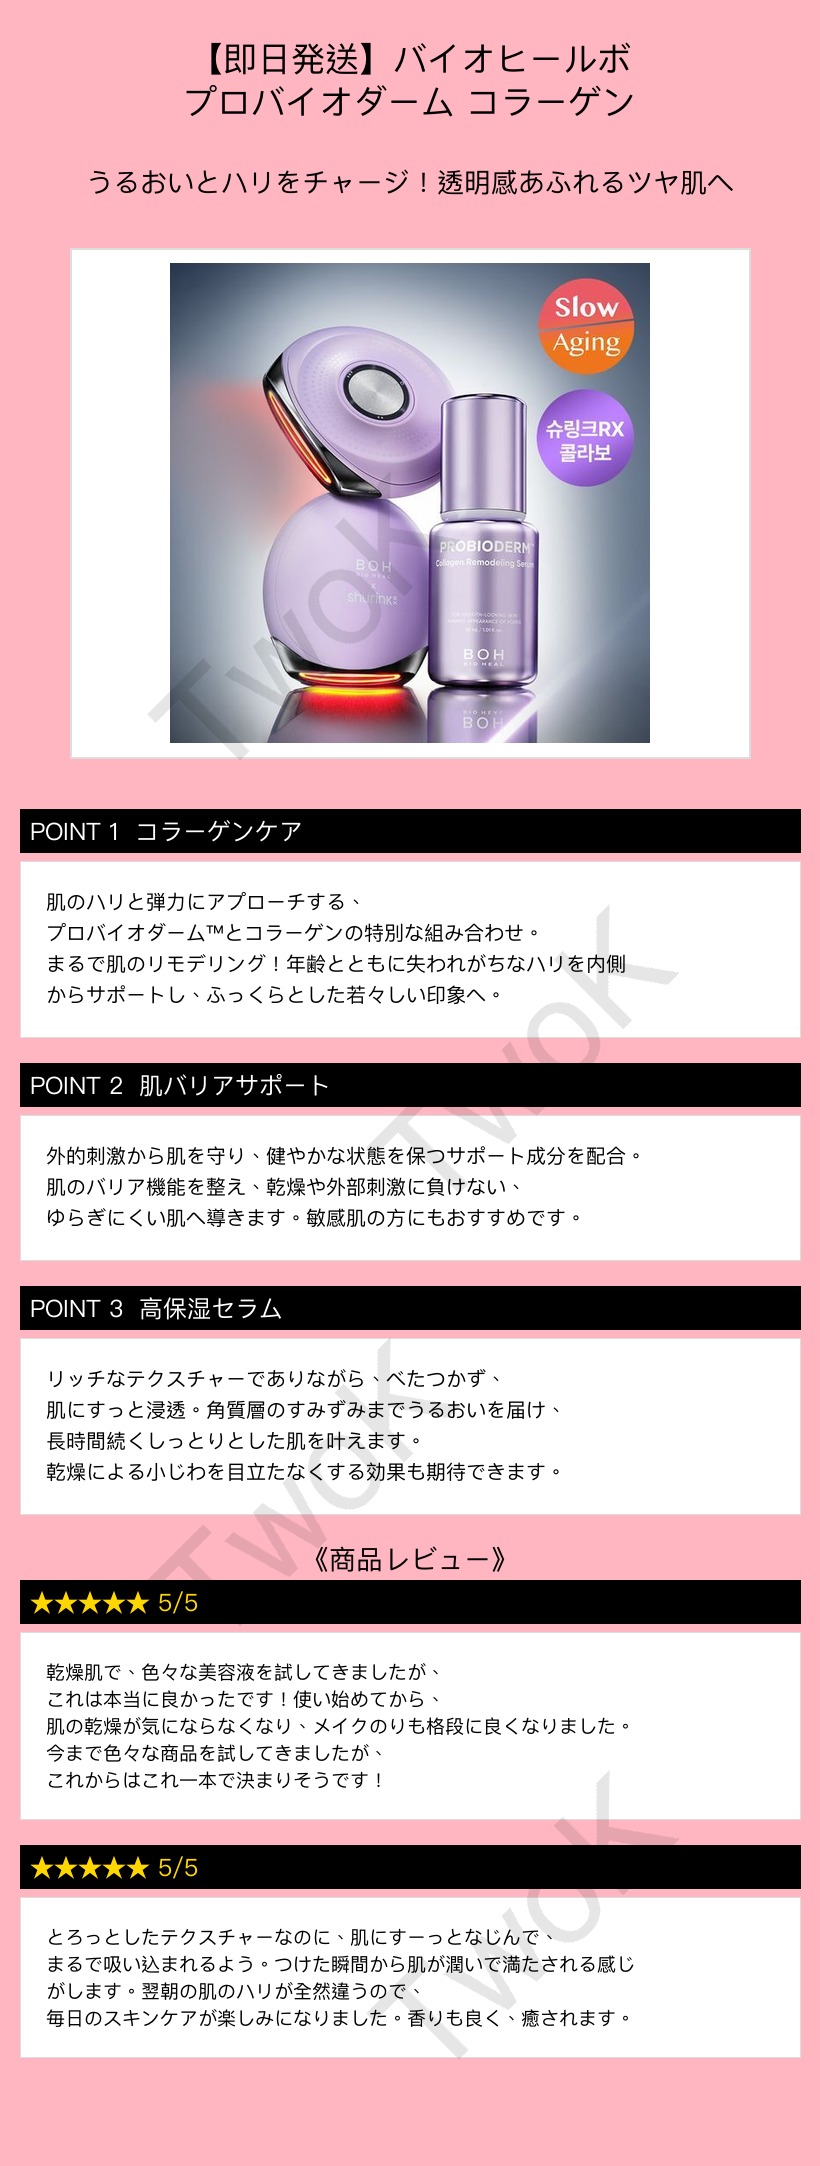 【即日発送】バイオヒールボ
プロバイオダーム コラーゲン
うるおいとハリをチャージ！透明感あふれるツヤ肌へ
Slow
Aging
슈링크RX
콜라보
BOH
BIO HEAL
X
shurink
PROBIODERM™
Collagen Remodeling Serum
BOH
BIO HEAL
TwoK
POINT 1 コラーゲンケア
肌のハリと弾力にアプローチする、
プロバイオダーム™とコラーゲンの特別な組み合わせ。
まるで肌のリモデリング！年齢とともに失われがちなハリを内側
からサポートし、ふっくらとした若々しい印象へ。
TwoK
POINT 2 肌バリアサポート
外的刺激から肌を守り、健やかな状態を保つサポート成分を配合。
肌のバリア機能を整え、乾燥や外部刺激に負けない、
ゆらぎにくい肌へ導きます。敏感肌の方にもおすすめです。
POINT 3 高保湿セラム
リッチなテクスチャーでありながら、べたつかず、
肌にすっと浸透。角質層のすみずみまでうるおいを届け、
長時間続くしっとりとした肌を叶えます。
乾燥による小じわを目立たなくする効果も期待できます。
TwoK
《商品レビュー》
★★★★★ 5/5
乾燥肌で、色々な美容液を試してきましたが、
これは本当に良かったです！使い始めてから、
肌の乾燥が気にならなくなり、メイクのりも格段に良くなりました。
今まで色々な商品を試してきましたが、
これからはこれ一本で決まりそうです！
★★★★★ 5/5
とろっとしたテクスチャーなのに、肌にすーっとなじんで、
まるで吸い込まれるよう。つけた瞬間から肌が潤いで満たされる感じ
がします。翌朝の肌のハリが全然違うので、
毎日のスキンケアが楽しみになりました。香りも良く、癒されます。
TwoK